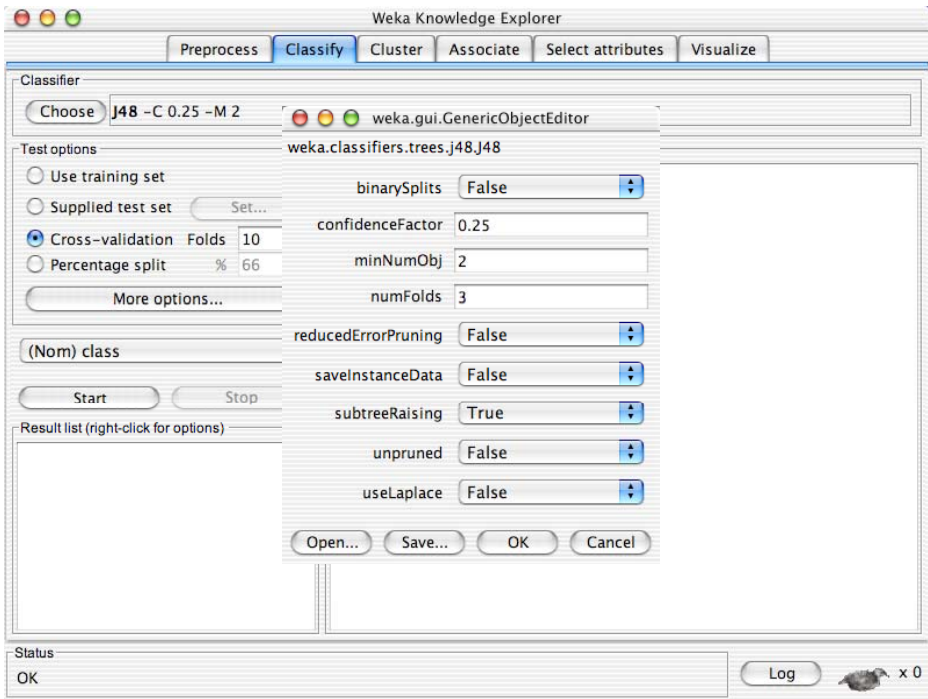 Weka Knowledge Explorer
Preprocess Classify Cluster Associate Select attributes Visualize
Classifier
Choose J48 -C 0.25 -M 2
weka.gui.GenericObjectEditor
weka.classifiers.trees.j48.J48
binarySplits False
confidenceFactor 0.25
minNumObj 2
numFolds 3
reducedErrorPruning False
saveInstanceData False
subtreeRaising True
unpruned False
useLaplace False
Open... Save... OK Cancel
Test options
Use training set
Supplied test set Set...
Cross-validation Folds 10
Percentage split % 66
More options...
(Nom) class
Start Stop
Result list (right-click for options)
Status
OK
Log x 0